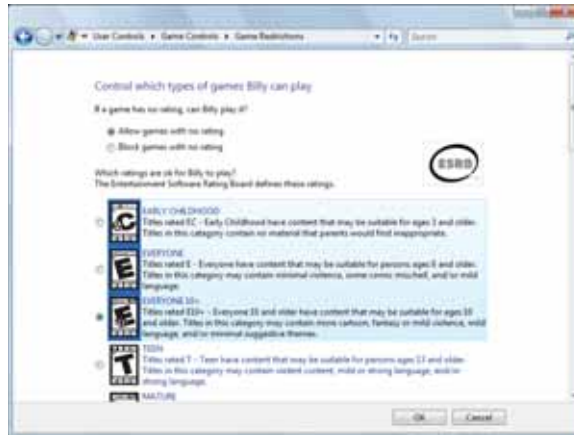 User Controls ▸ Game Controls ▸ Game Restrictions
Search
Control which types of games Billy can play
If a game has no rating, can Billy play it?
Allow games with no rating
Block games with no rating
ESRB
Which ratings are ok for Billy to play?
The Entertainment Software Rating Board defines these ratings.
EARLY CHILDHOOD
Titles rated EC - Early Childhood have content that may be suitable for ages 3 and older.
Titles in this category contain no material that parents would find inappropriate.
EVERYONE
Titles rated E - Everyone have content that may be suitable for persons ages 6 and older.
Titles in this category may contain minimal violence, some comic mischief, and/or mild
language.
EVERYONE 10+
Titles rated E10+ - Everyone 10 and older have content that may be suitable for ages 10
and older. Titles in this category may contain more cartoon, fantasy or mild violence, mild
language, and/or minimal suggestive themes.
TEEN
Titles rated T - Teen have content that may be suitable for persons ages 13 and older.
Titles in this category may contain violent content, mild or strong language, and/or
strong language.
MATURE
OK Cancel